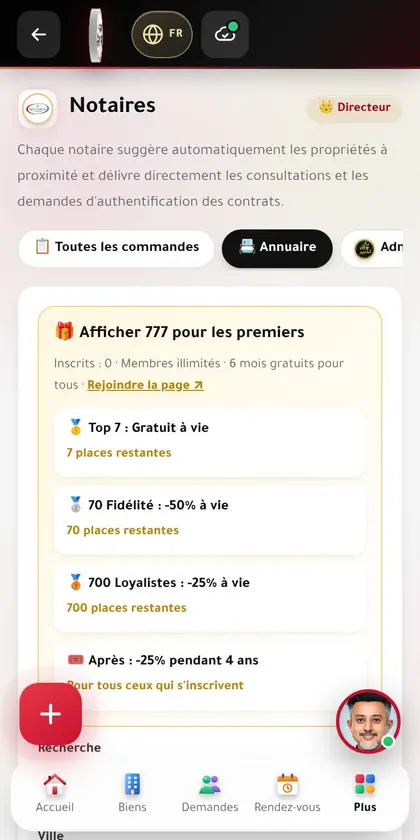 FR
Notaires
👑 Directeur
Chaque notaire suggère automatiquement les propriétés à
proximité et délivre directement les consultations et les
demandes d'authentification des contrats.
📋 Toutes les commandes
📇 Annuaire
🎁 Afficher 777 pour les premiers
Inscrits : 0 · Membres illimités · 6 mois gratuits pour
tous · Rejoindre la page ↗
🥇 Top 7 : Gratuit à vie
7 places restantes
🥈 70 Fidélité : -50% à vie
70 places restantes
🥉 700 Loyalistes : -25% à vie
700 places restantes
🎟️ Après : -25% pendant 4 ans
Pour tous ceux qui s'inscrivent
Recherche
Accueil
Biens
Demandes
Rendez-vous
Plus
Ville